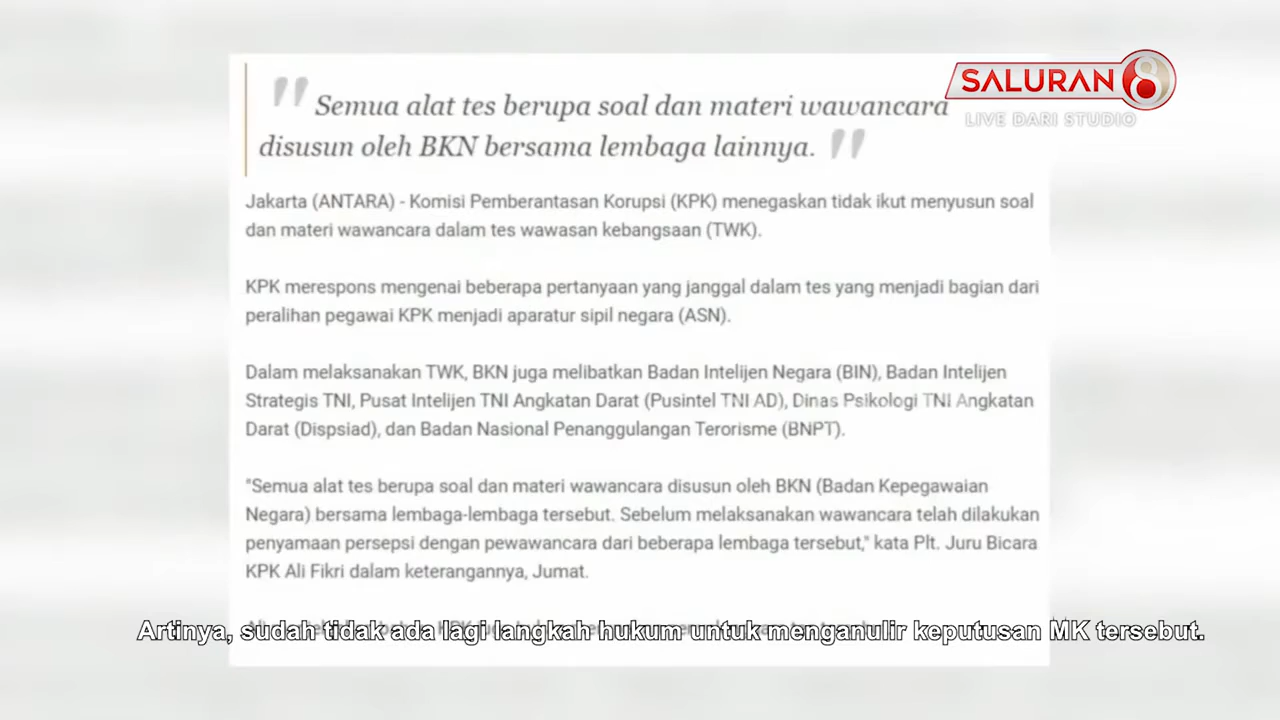 SALURAN 8
LIVE DARI STUDIO
"Semua alat tes berupa soal dan materi wawancara
disusun oleh BKN bersama lembaga lainnya."
Jakarta (ANTARA) - Komisi Pemberantasan Korupsi (KPK) menegaskan tidak ikut menyusun soal
dan materi wawancara dalam tes wawasan kebangsaan (TWK).
KPK merespons mengenai beberapa pertanyaan yang janggal dalam tes yang menjadi bagian dari
peralihan pegawai KPK menjadi aparatur sipil negara (ASN).
Dalam melaksanakan TWK, BKN juga melibatkan Badan Intelijen Negara (BIN), Badan Intelijen
Strategis TNI, Pusat Intelijen TNI Angkatan Darat (Pusintel TNI AD), Dinas Psikologi TNI Angkatan
Darat (Dispsiad), dan Badan Nasional Penanggulangan Terorisme (BNPT).
"Semua alat tes berupa soal dan materi wawancara disusun oleh BKN (Badan Kepegawaian
Negara) bersama lembaga-lembaga tersebut. Sebelum melaksanakan wawancara telah dilakukan
penyamaan persepsi dengan pewawancara dari beberapa lembaga tersebut," kata Plt. Juru Bicara
KPK Ali Fikri dalam keterangannya, Jumat.
Artinya, sudah tidak ada lagi langkah hukum untuk menganulir keputusan MK tersebut.